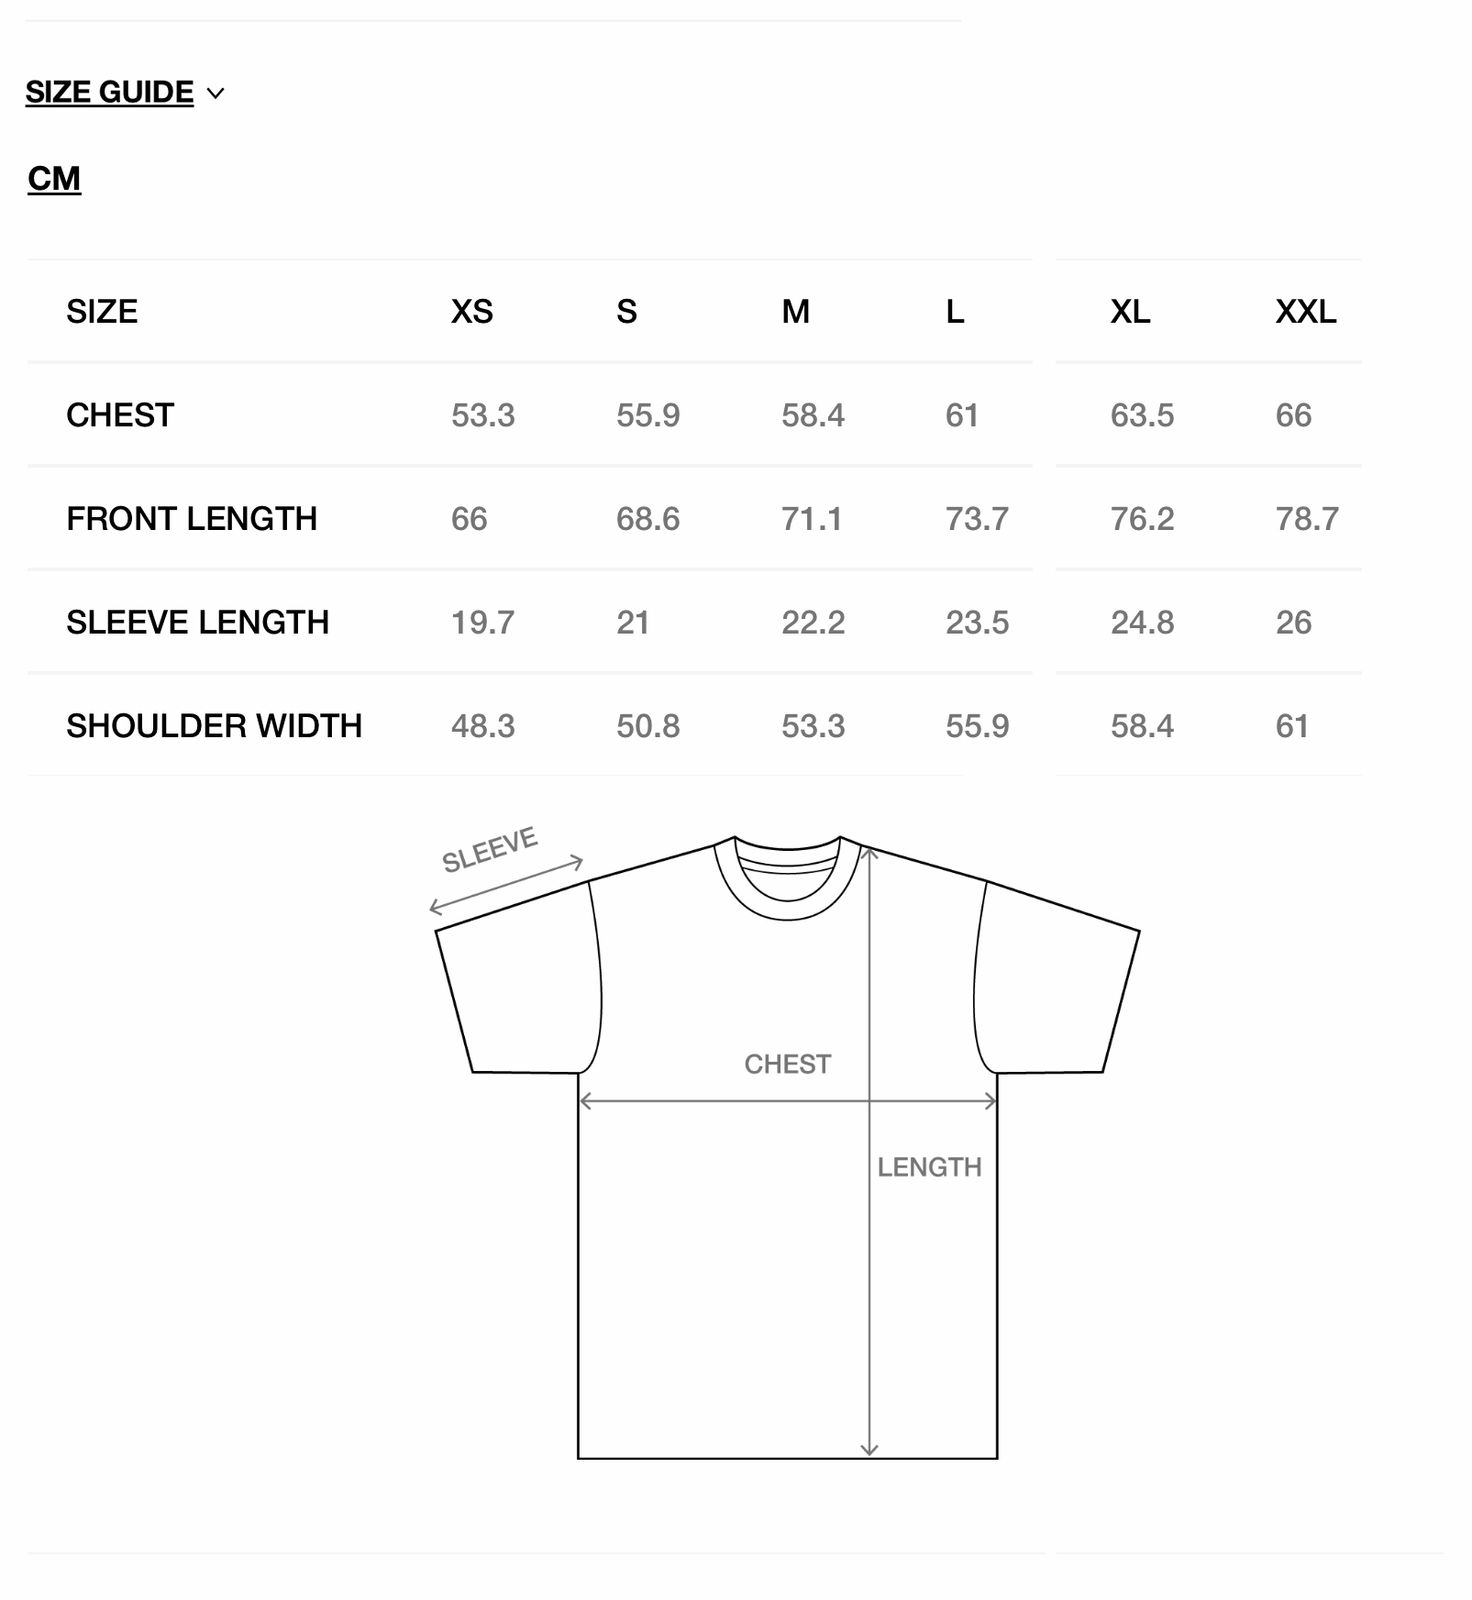 SIZE GUIDE
CM
SIZE XS S M L XL XXL
CHEST 53.3 55.9 58.4 61 63.5 66
FRONT LENGTH 66 68.6 71.1 73.7 76.2 78.7
SLEEVE LENGTH 19.7 21 22.2 23.5 24.8 26
SHOULDER WIDTH 48.3 50.8 53.3 55.9 58.4 61
SLEEVE
CHEST
LENGTH